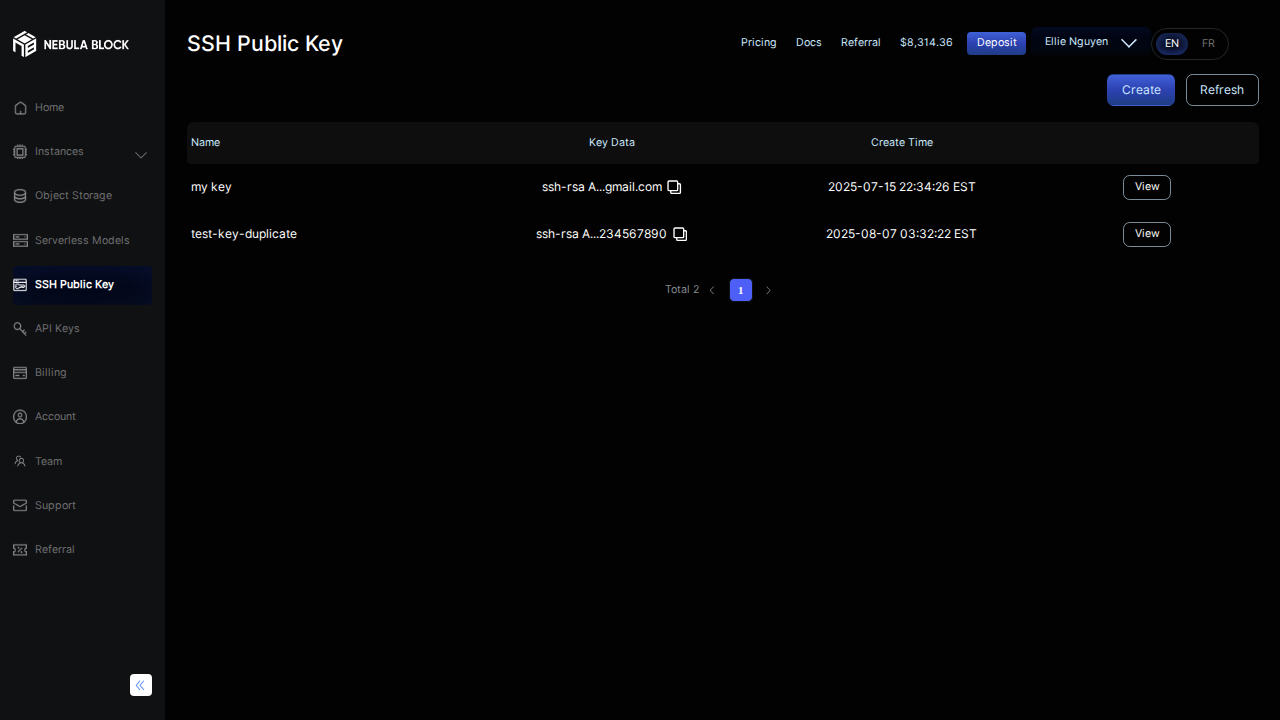 NEBULA BLOCK
SSH Public Key
Pricing Docs Referral $8,314.36 Deposit Ellie Nguyen EN FR
Create Refresh
Home
Instances
Object Storage
Serverless Models
SSH Public Key
API Keys
Billing
Account
Team
Support
Referral
Name Key Data Create Time
my key ssh-rsa A...gmail.com 2025-07-15 22:34:26 EST View
test-key-duplicate ssh-rsa A...234567890 2025-08-07 03:32:22 EST View
Total 2 1